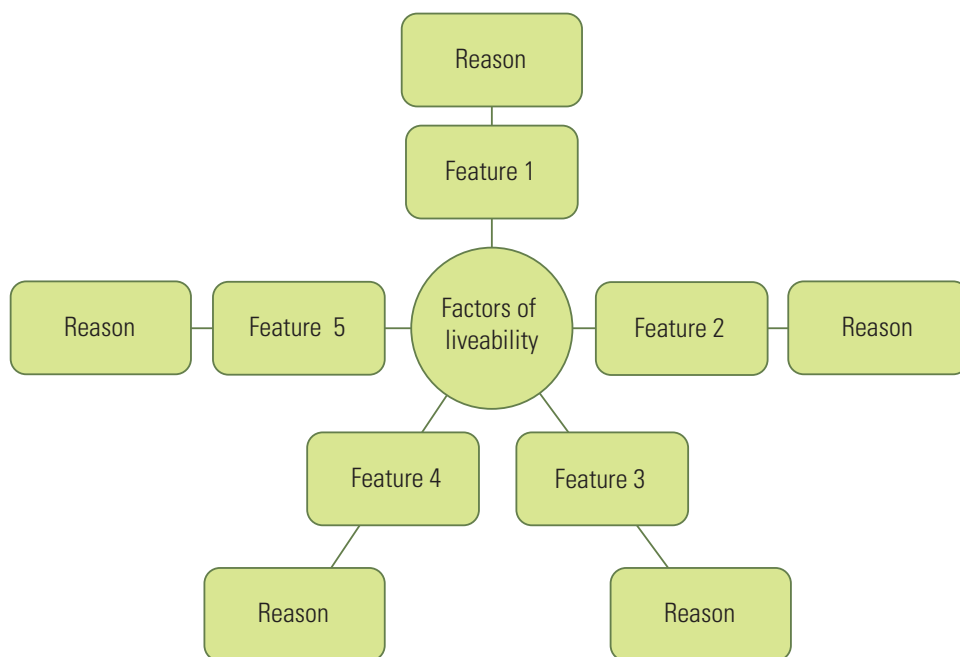 Reason
Feature 1
Factors of
liveability
Feature 2
Reason
Feature 5
Reason
Feature 4
Reason
Feature 3
Reason